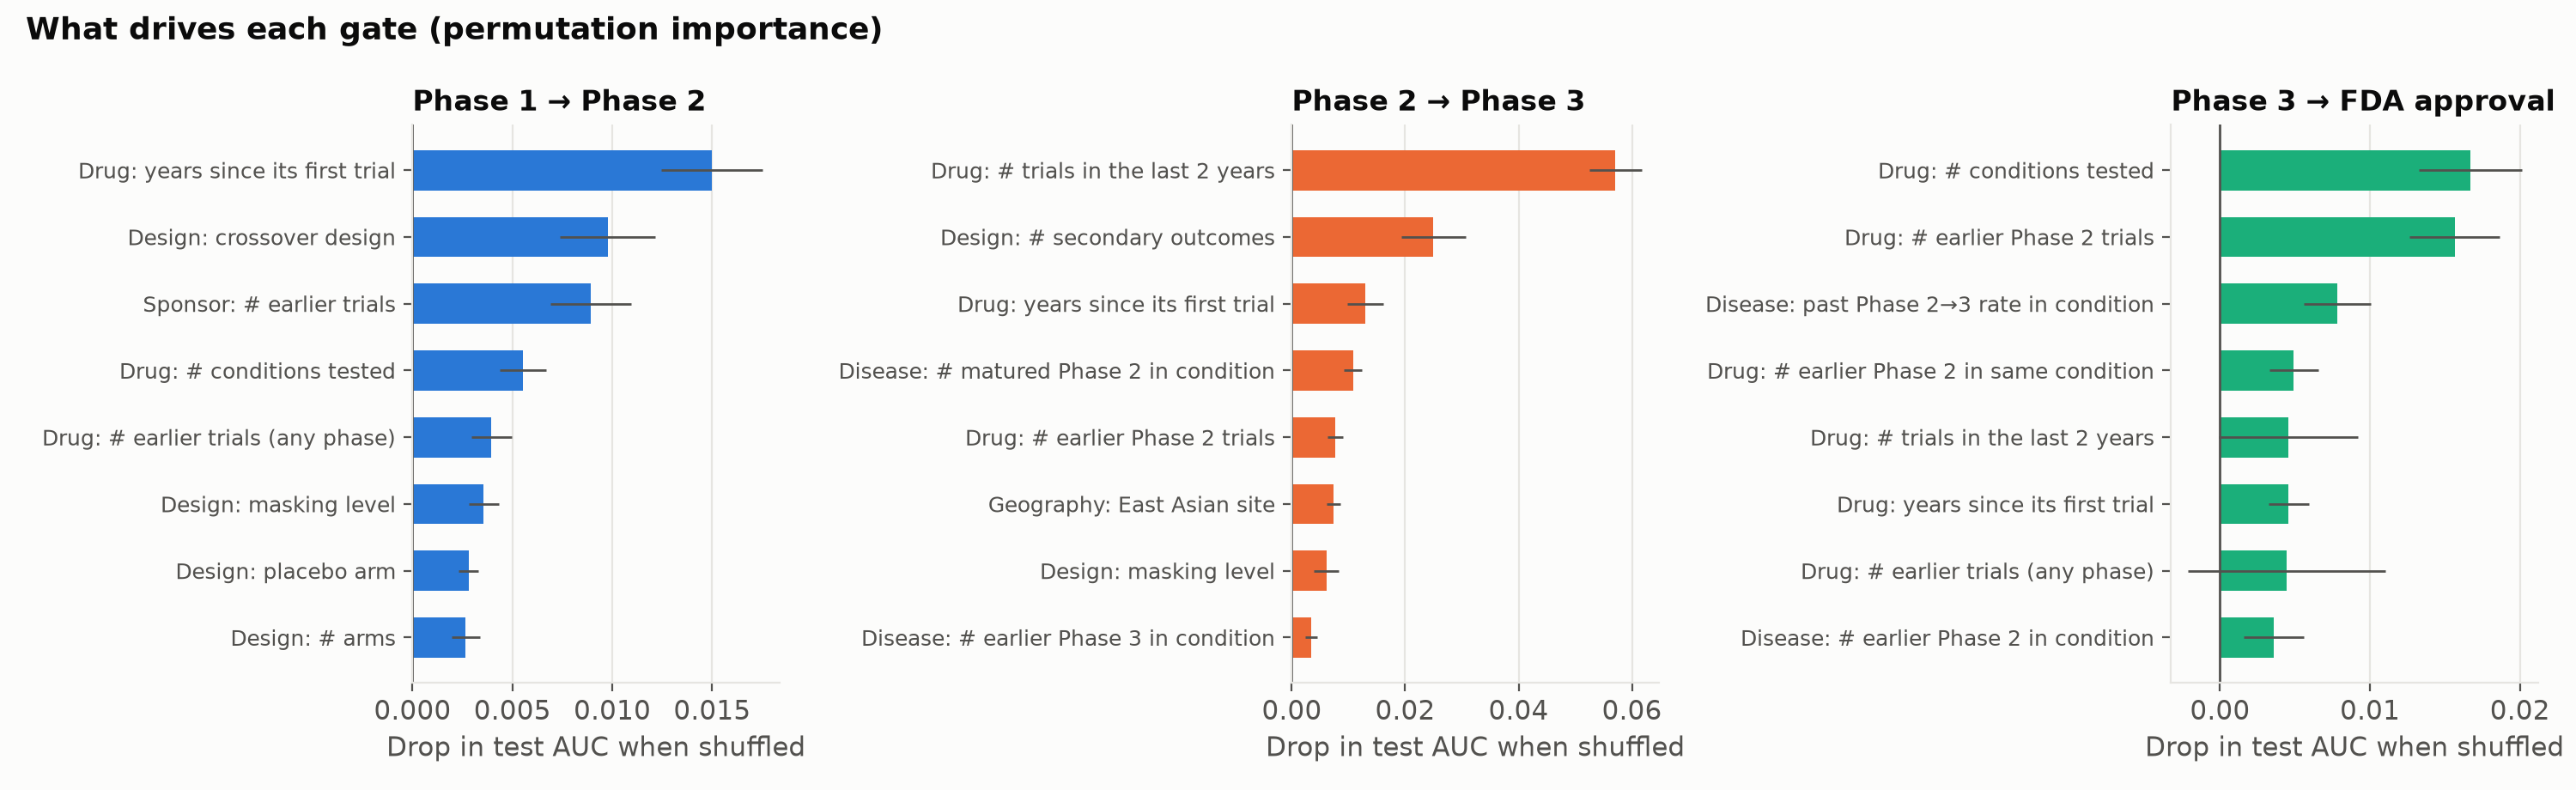 What drives each gate (permutation importance)
Phase 1 → Phase 2
Drug: years since its first trial
Design: crossover design
Sponsor: # earlier trials
Drug: # conditions tested
Drug: # earlier trials (any phase)
Design: masking level
Design: placebo arm
Design: # arms
0.000 0.005 0.010 0.015
Drop in test AUC when shuffled
Phase 2 → Phase 3
Drug: # trials in the last 2 years
Design: # secondary outcomes
Drug: years since its first trial
Disease: # matured Phase 2 in condition
Drug: # earlier Phase 2 trials
Geography: East Asian site
Design: masking level
Disease: # earlier Phase 3 in condition
0.00 0.02 0.04 0.06
Drop in test AUC when shuffled
Phase 3 → FDA approval
Drug: # conditions tested
Drug: # earlier Phase 2 trials
Disease: past Phase 2→3 rate in condition
Drug: # earlier Phase 2 in same condition
Drug: # trials in the last 2 years
Drug: years since its first trial
Drug: # earlier trials (any phase)
Disease: # earlier Phase 2 in condition
0.00 0.01 0.02
Drop in test AUC when shuffled